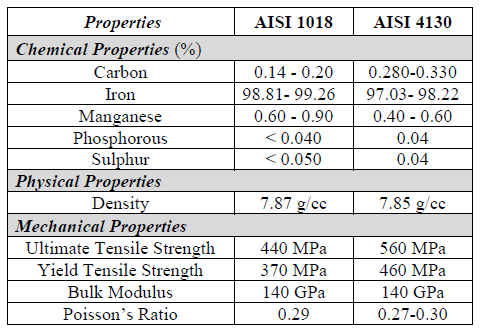 Properties AISI 1018 AISI 4130
Chemical Properties (%)
Carbon 0.14 - 0.20 0.280-0.330
Iron 98.81- 99.26 97.03- 98.22
Manganese 0.60 - 0.90 0.40 - 0.60
Phosphorous < 0.040 0.04
Sulphur < 0.050 0.04
Physical Properties
Density 7.87 g/cc 7.85 g/cc
Mechanical Properties
Ultimate Tensile Strength 440 MPa 560 MPa
Yield Tensile Strength 370 MPa 460 MPa
Bulk Modulus 140 GPa 140 GPa
Poisson’s Ratio 0.29 0.27-0.30